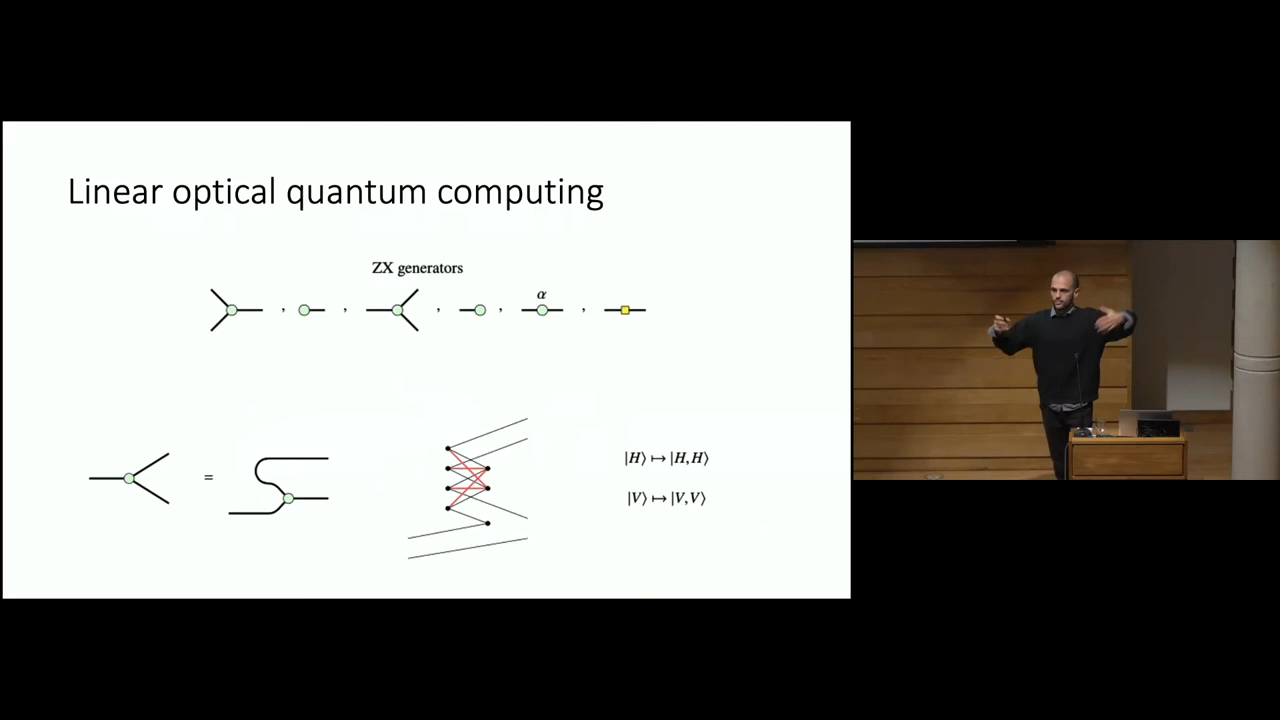 Linear optical quantum computing
ZX generators
, , , , α ,
= |H⟩ ↦ |H,H⟩
|V⟩ ↦ |V,V⟩